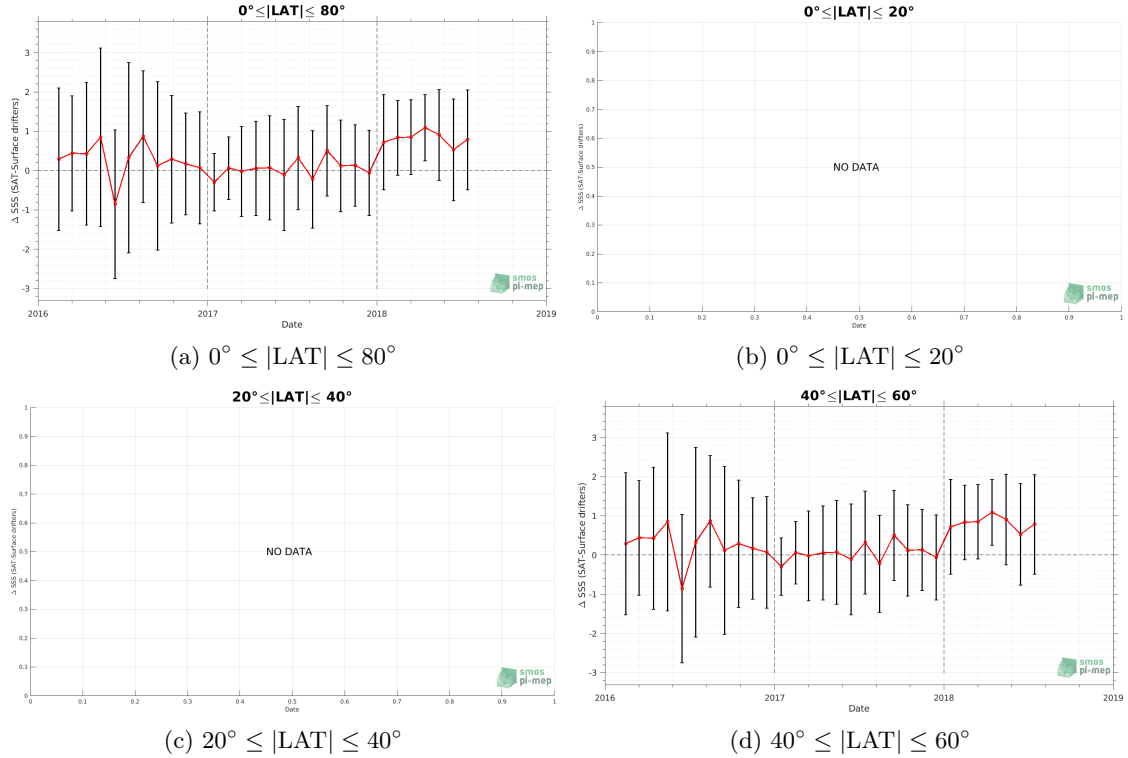 0°≤|LAT|≤ 80°
3
2
1
0
-1
-2
-3
Δ SSS (SAT-Surface drifters)
2016
2017
2018
2019
Date
smos
pi-mep
(a) 0° ≤ |LAT| ≤ 80°
0°≤|LAT|≤ 20°
1
0.9
0.8
0.7
0.6
0.5
0.4
0.3
0.2
0.1
0
Δ SSS (SAT-Surface drifters)
NO DATA
0
0.1
0.2
0.3
0.4
0.5
0.6
0.7
0.8
0.9
1
Date
smos
pi-mep
(b) 0° ≤ |LAT| ≤ 20°
20°≤|LAT|≤ 40°
1
0.9
0.8
0.7
0.6
0.5
0.4
0.3
0.2
0.1
0
Δ SSS (SAT-Surface drifters)
NO DATA
0
0.1
0.2
0.3
0.4
0.5
0.6
0.7
0.8
0.9
1
Date
smos
pi-mep
(c) 20° ≤ |LAT| ≤ 40°
40°≤|LAT|≤ 60°
3
2
1
0
-1
-2
-3
Δ SSS (SAT-Surface drifters)
2016
2017
2018
2019
Date
smos
pi-mep
(d) 40° ≤ |LAT| ≤ 60°